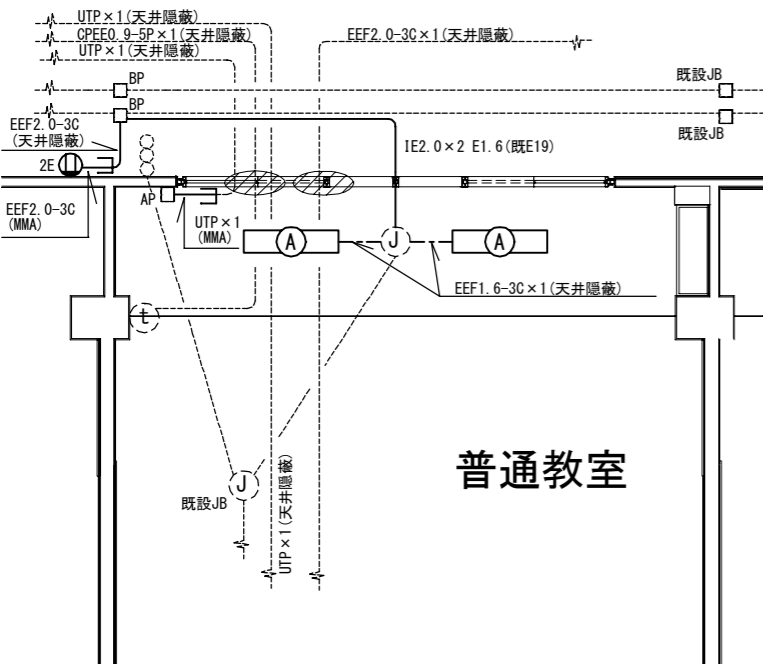 UTP×1(天井隠蔽)
CPEE0.9-5P×1(天井隠蔽)
UTP×1(天井隠蔽)
EEF2.0-3C×1(天井隠蔽)
BP
既設JB
BP
既設JB
EEF2.0-3C
(天井隠蔽)
2E
IE2.0×2 E1.6(既E19)
EEF2.0-3C
(MMA)
AP
UTP×1
(MMA)
A
J
A
EEF1.6-3C×1(天井隠蔽)
t
普通教室
J
既設JB
UTP×1(天井隠蔽)